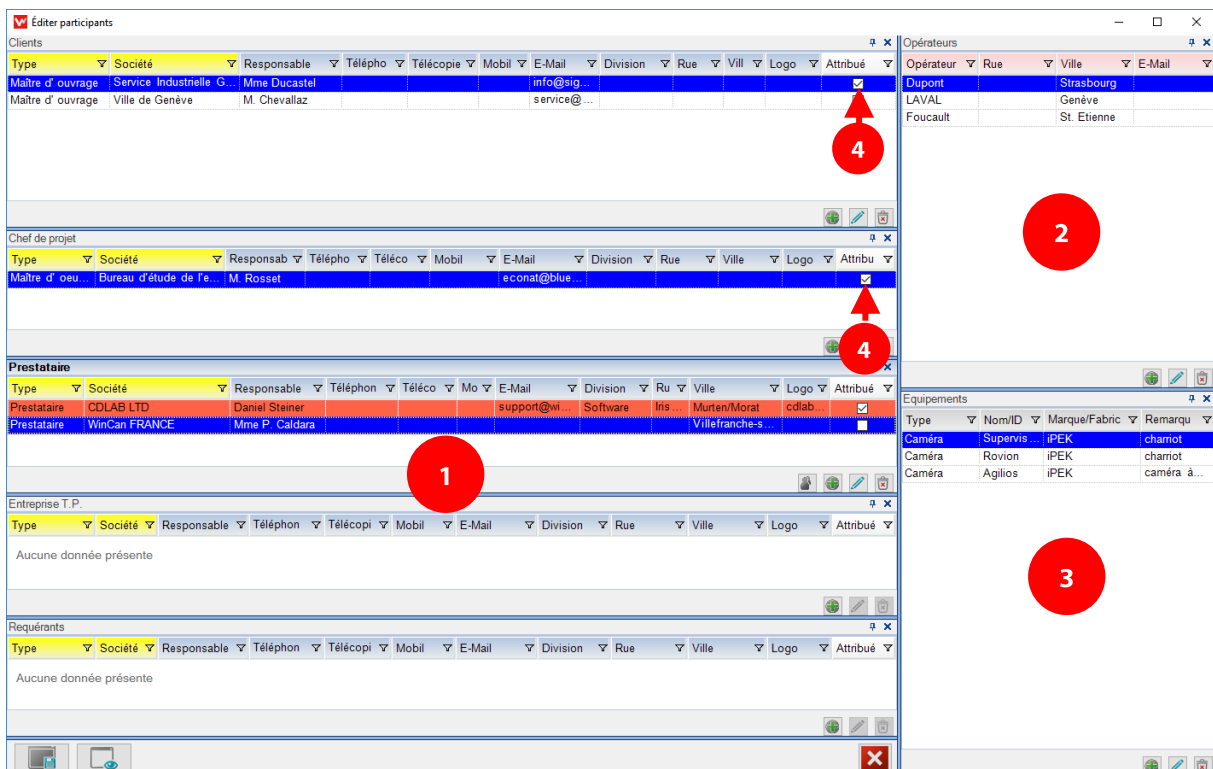 Éditer participants
Clients
Type Société Responsable Télépho Télécopie Mobil E-Mail Division Rue Vill Logo Attribué
Maître d' ouvrage Service Industrielle G... Mme Ducastel info@sig...
Maître d' ouvrage Ville de Genève M. Chevallaz service@...
4
Chef de projet
Type Société Responsab Télépho Téléco Mobil E-Mail Division Rue Ville Logo Attribu
Maître d' oeu... Bureau d'étude de l'e... M. Rosset econat@blue...
4
Prestataire
Type Société Responsable Téléphon Téléco Mo E-Mail Division Ru Ville Logo Attribué
Prestataire CDLAB LTD Daniel Steiner support@wi... Software Iris... Murten/Morat cdlab...
Prestataire WinCan FRANCE Mme P. Caldara Villefranche-s...
1
Entreprise T.P.
Type Société Responsable Téléphon Télécopi Mobil E-Mail Division Rue Ville Logo Attribué
Aucune donnée présente
Requérants
Type Société Responsable Téléphon Télécopi Mobil E-Mail Division Rue Ville Logo Attribué
Aucune donnée présente
Opérateurs
Opérateur Rue Ville E-Mail
Dupont Strasbourg
LAVAL Genève
Foucault St. Etienne
2
Equipements
Type Nom/ID Marque/Fabric Remarqu
Caméra Supervis... iPEK charriot
Caméra Rovion iPEK charriot
Caméra Agilios iPEK caméra à...
3